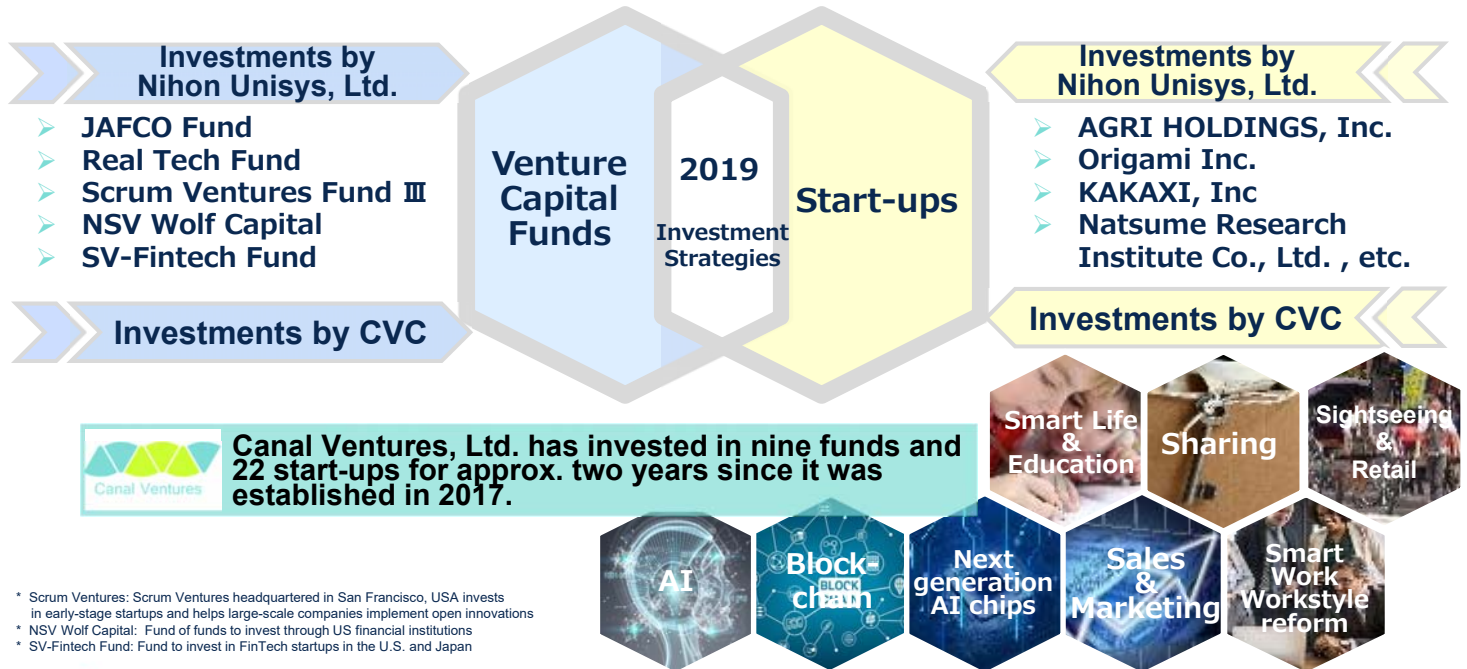 Investments by
Nihon Unisys, Ltd.
➢ JAFCO Fund
➢ Real Tech Fund
➢ Scrum Ventures Fund Ⅲ
➢ NSV Wolf Capital
➢ SV-Fintech Fund
Investments by CVC
Venture
Capital
Funds
2019
Investment
Strategies
Start-ups
Investments by
Nihon Unisys, Ltd.
➢ AGRI HOLDINGS, Inc.
➢ Origami Inc.
➢ KAKAXI, Inc
➢ Natsume Research
Institute Co., Ltd. , etc.
Investments by CVC
Canal Ventures
Canal Ventures, Ltd. has invested in nine funds and
22 start-ups for approx. two years since it was
established in 2017.
Smart Life
&
Education
Sharing
Sightseeing
&
Retail
AI
Block-
chain
BLOCK
Next
generation
AI chips
Sales
&
Marketing
Smart
Work
Workstyle
reform
* Scrum Ventures: Scrum Ventures headquartered in San Francisco, USA invests
in early-stage startups and helps large-scale companies implement open innovations
* NSV Wolf Capital: Fund of funds to invest through US financial institutions
* SV-Fintech Fund: Fund to invest in FinTech startups in the U.S. and Japan